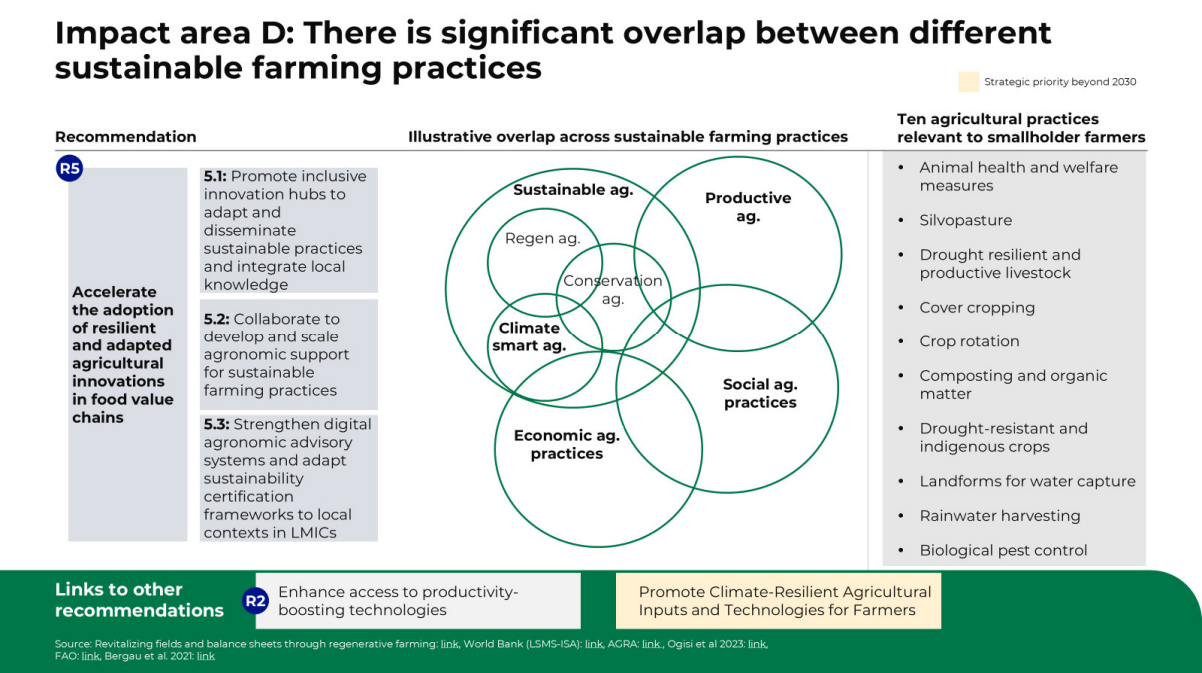 Impact area D: There is significant overlap between different
sustainable farming practices
Strategic priority beyond 2030
Recommendation
Illustrative overlap across sustainable farming practices
Ten agricultural practices
relevant to smallholder farmers
R5
Accelerate
the adoption
of resilient
and adapted
agricultural
innovations
in food value
chains
5.1: Promote inclusive
innovation hubs to
adapt and
disseminate
sustainable practices
and integrate local
knowledge
5.2: Collaborate to
develop and scale
agronomic support
for sustainable
farming practices
5.3: Strengthen digital
agronomic advisory
systems and adapt
sustainability
certification
frameworks to local
contexts in LMICs
Sustainable ag.
Productive
ag.
Regen ag.
Conservation
ag.
Climate
smart ag.
Social ag.
practices
Economic ag.
practices
• Animal health and welfare
measures
• Silvopasture
• Drought resilient and
productive livestock
• Cover cropping
• Crop rotation
• Composting and organic
matter
• Drought-resistant and
indigenous crops
• Landforms for water capture
• Rainwater harvesting
• Biological pest control
Links to other
recommendations
R2
Enhance access to productivity-
boosting technologies
Promote Climate-Resilient Agricultural
Inputs and Technologies for Farmers
Source: Revitalizing fields and balance sheets through regenerative farming: link, World Bank (LSMS-ISA): link, AGRA: link , Ogisi et al 2023: link,
FAO: link, Bergau et al. 2021: link